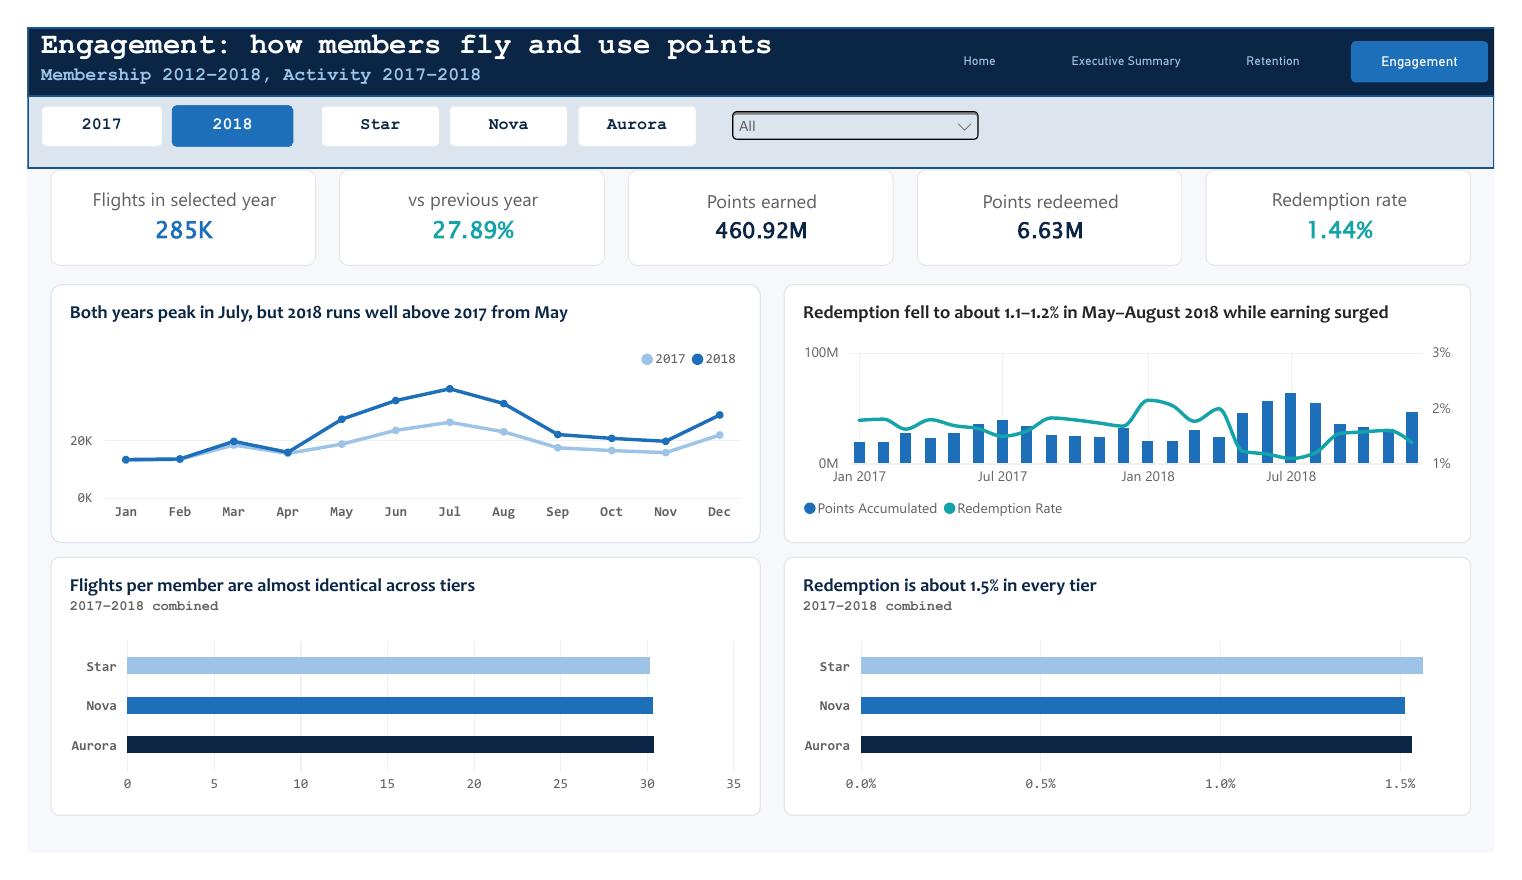 Engagement: how members fly and use points
Membership 2012–2018, Activity 2017–2018
Home
Executive Summary
Retention
Engagement
2017
2018
Star
Nova
Aurora
All
Flights in selected year
285K
vs previous year
27.89%
Points earned
460.92M
Points redeemed
6.63M
Redemption rate
1.44%
Both years peak in July, but 2018 runs well above 2017 from May
2017 2018
20K
0K
Jan Feb Mar Apr May Jun Jul Aug Sep Oct Nov Dec
Redemption fell to about 1.1–1.2% in May–August 2018 while earning surged
100M
0M
3%
2%
1%
Jan 2017 Jul 2017 Jan 2018 Jul 2018
Points Accumulated Redemption Rate
Flights per member are almost identical across tiers
2017–2018 combined
Star
Nova
Aurora
0 5 10 15 20 25 30 35
Redemption is about 1.5% in every tier
2017–2018 combined
Star
Nova
Aurora
0.0% 0.5% 1.0% 1.5%